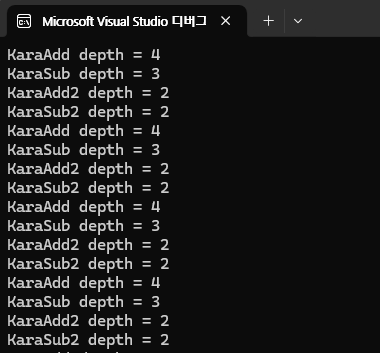 Microsoft Visual Studio 디버그
KaraAdd depth = 4
KaraSub depth = 3
KaraAdd2 depth = 2
KaraSub2 depth = 2
KaraAdd depth = 4
KaraSub depth = 3
KaraAdd2 depth = 2
KaraSub2 depth = 2
KaraAdd depth = 4
KaraSub depth = 3
KaraAdd2 depth = 2
KaraSub2 depth = 2
KaraAdd depth = 4
KaraSub depth = 3
KaraAdd2 depth = 2
KaraSub2 depth = 2